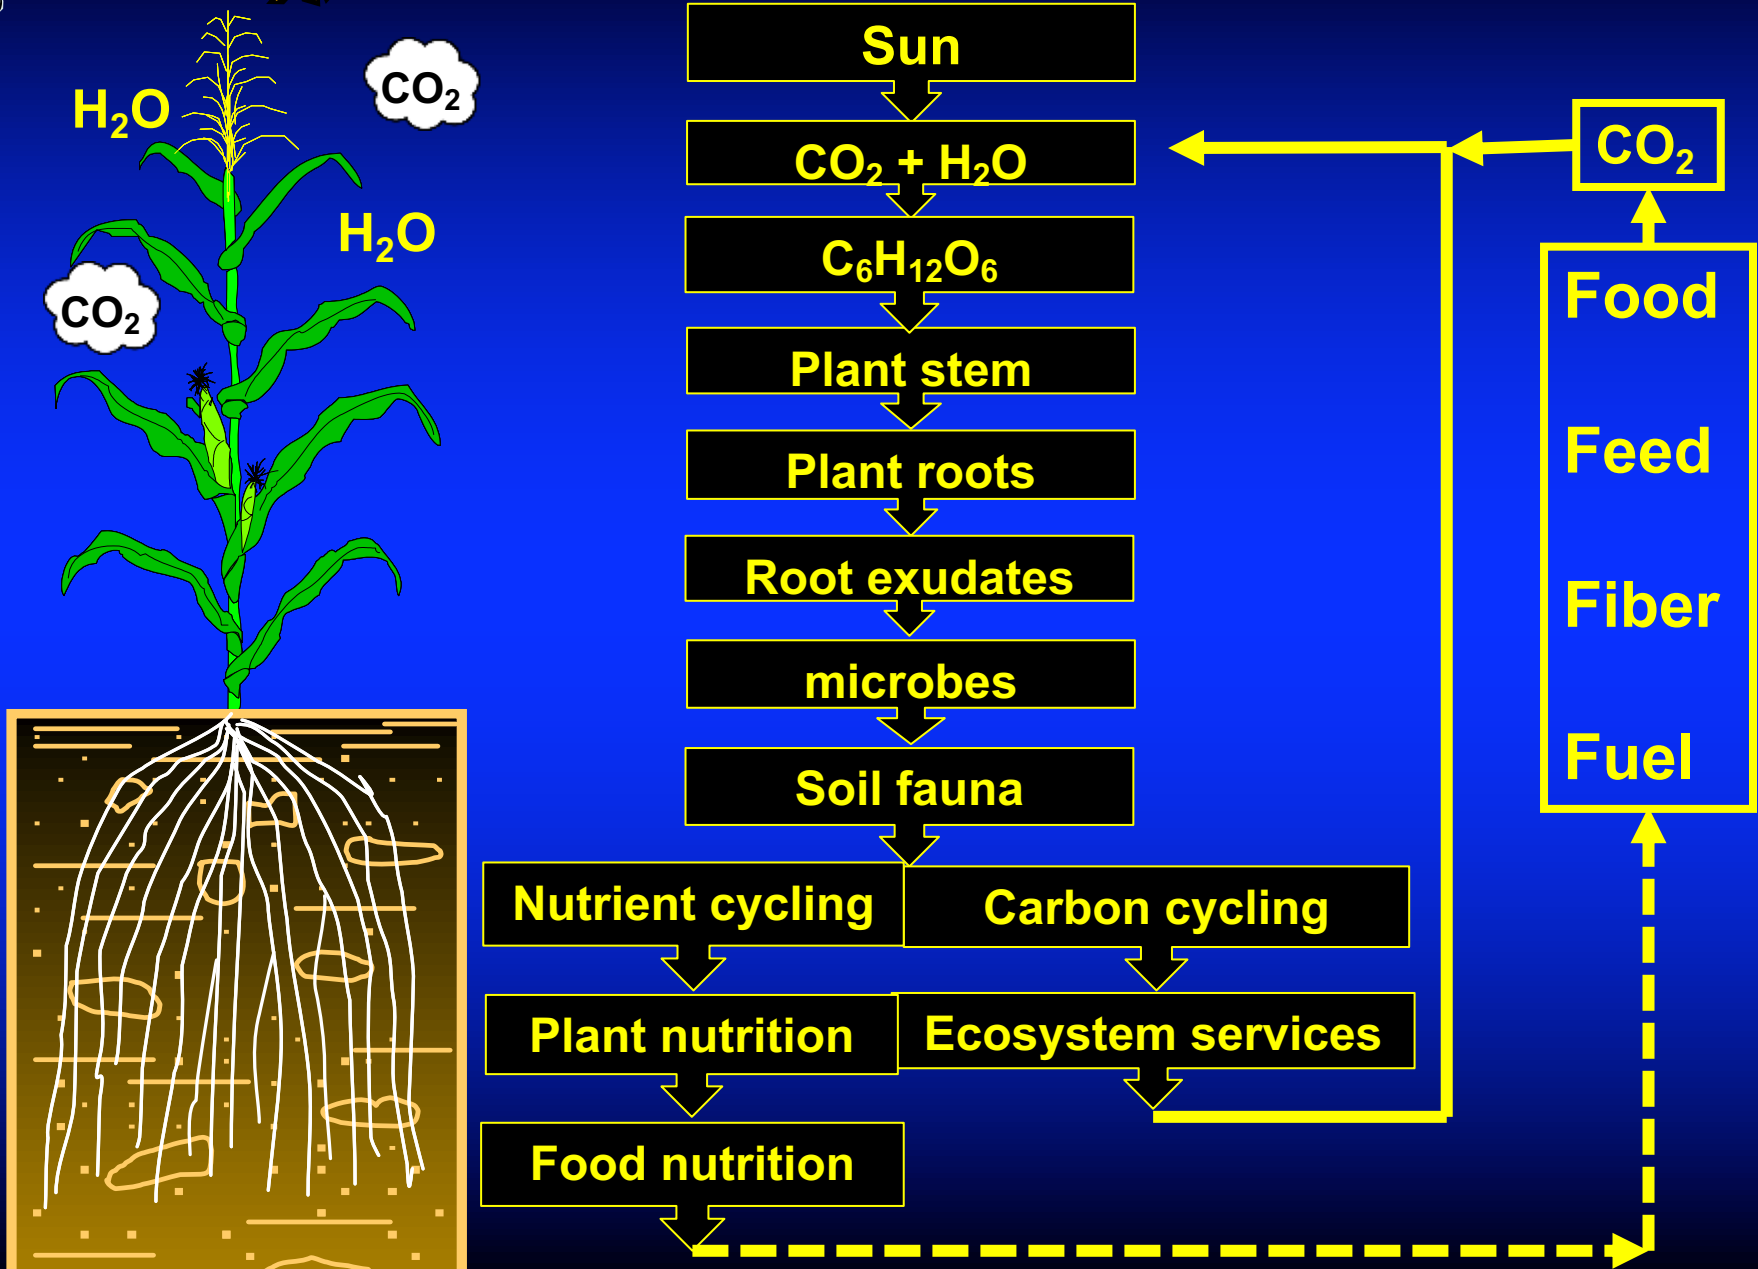 H₂O
CO₂
H₂O
CO₂
Sun
CO₂ + H₂O
C₆H₁₂O₆
Plant stem
Plant roots
Root exudates
microbes
Soil fauna
Nutrient cycling
Carbon cycling
Plant nutrition
Ecosystem services
Food nutrition
CO₂
Food
Feed
Fiber
Fuel